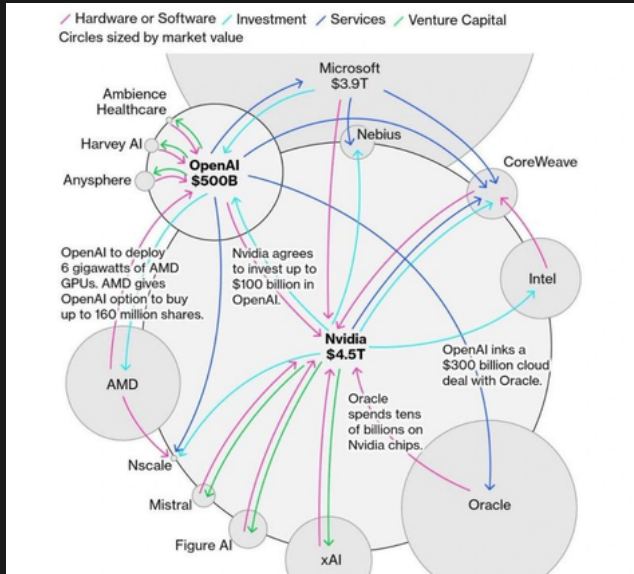 Hardware or Software / Investment / Services / Venture Capital
Circles sized by market value
Microsoft
$3.9T
Ambience
Healthcare
Harvey AI
Anysphere
OpenAI
$500B
Nebius
CoreWeave
Intel
OpenAI to deploy
6 gigawatts of AMD
GPUs. AMD gives
OpenAI option to buy
up to 160 million shares.
Nvidia agrees
to invest up to
$100 billion in
OpenAI.
Nvidia
$4.5T
OpenAI inks a
$300 billion cloud
deal with Oracle.
AMD
Oracle
spends tens
of billions on
Nvidia chips.
Nscale
Mistral
Figure AI
xAI
Oracle